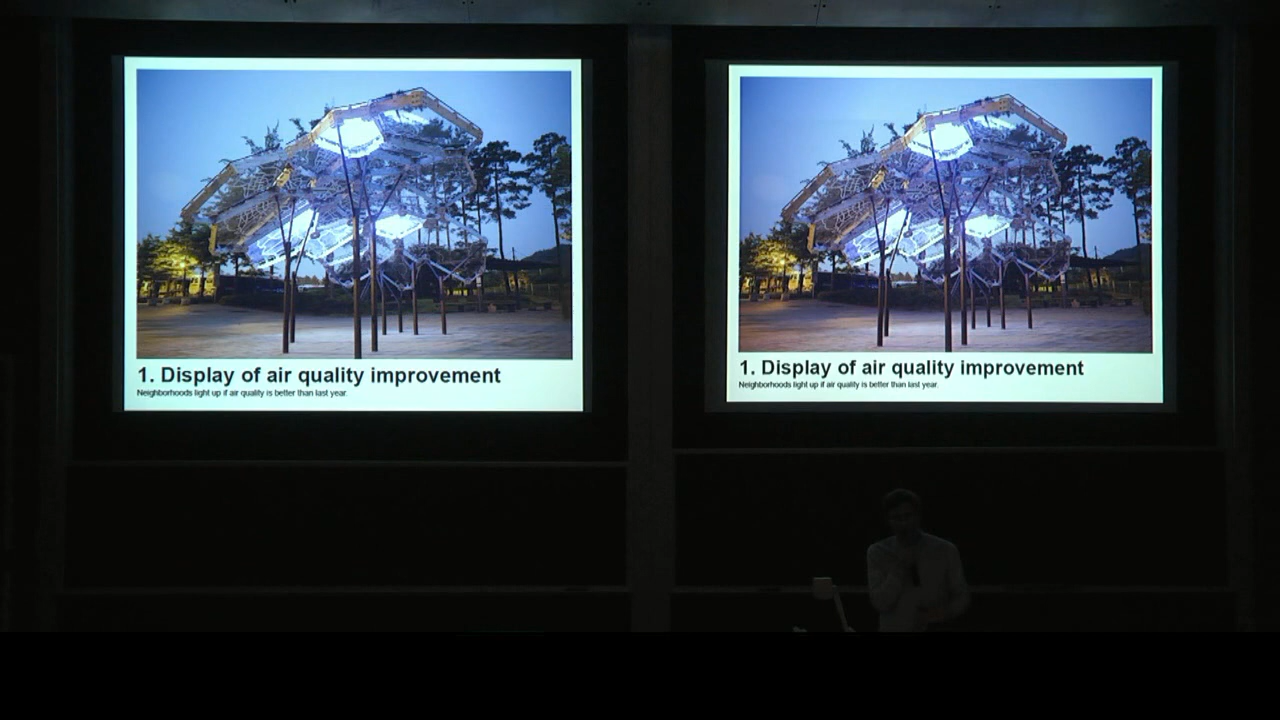 1. Display of air quality improvement
Neighborhoods light up if air quality is better than last year.
1. Display of air quality improvement
Neighborhoods light up if air quality is better than last year.